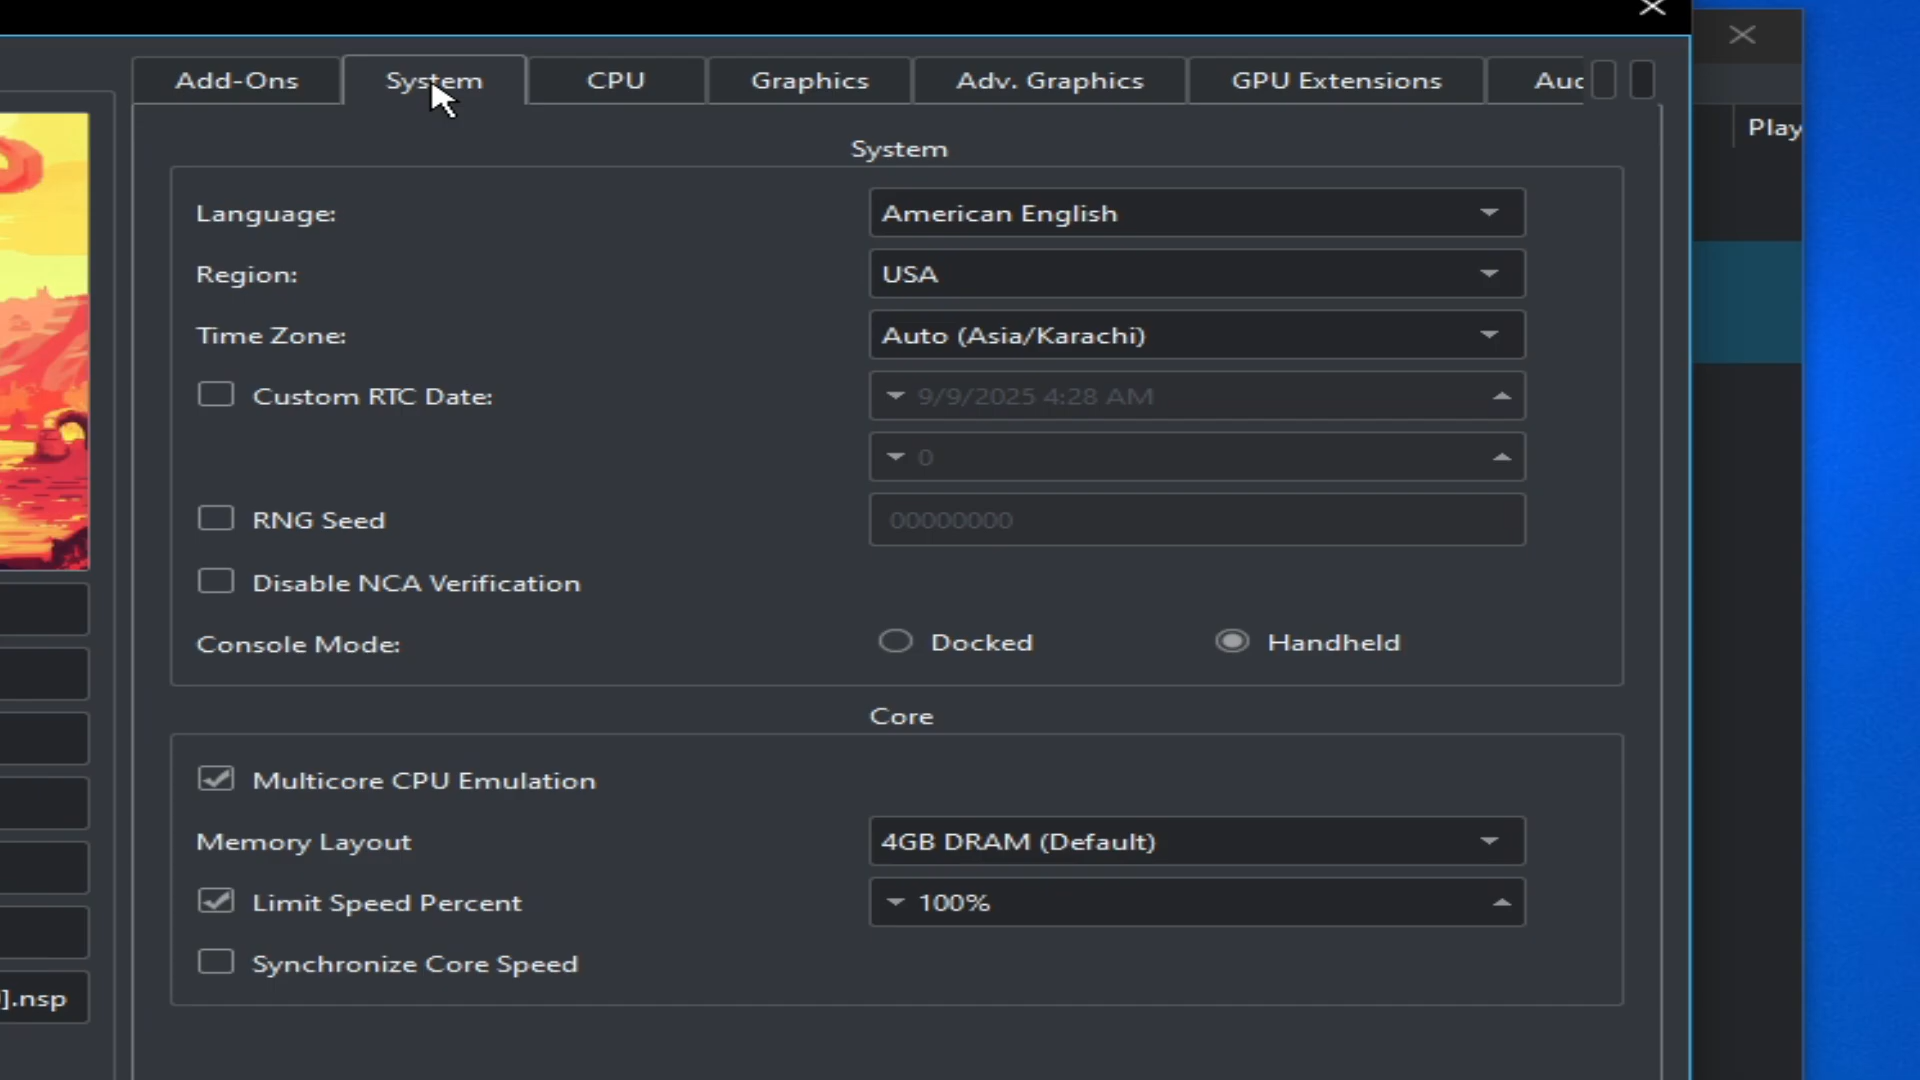 Add-Ons System CPU Graphics Adv. Graphics GPU Extensions Auc
Play
System
Language: American English
Region: USA
Time Zone: Auto (Asia/Karachi)
Custom RTC Date: 9/9/2025 4:28 AM
0
RNG Seed 00000000
Disable NCA Verification
Console Mode: Docked Handheld
Core
Multicore CPU Emulation
Memory Layout 4GB DRAM (Default)
Limit Speed Percent 100%
Synchronize Core Speed
].nsp